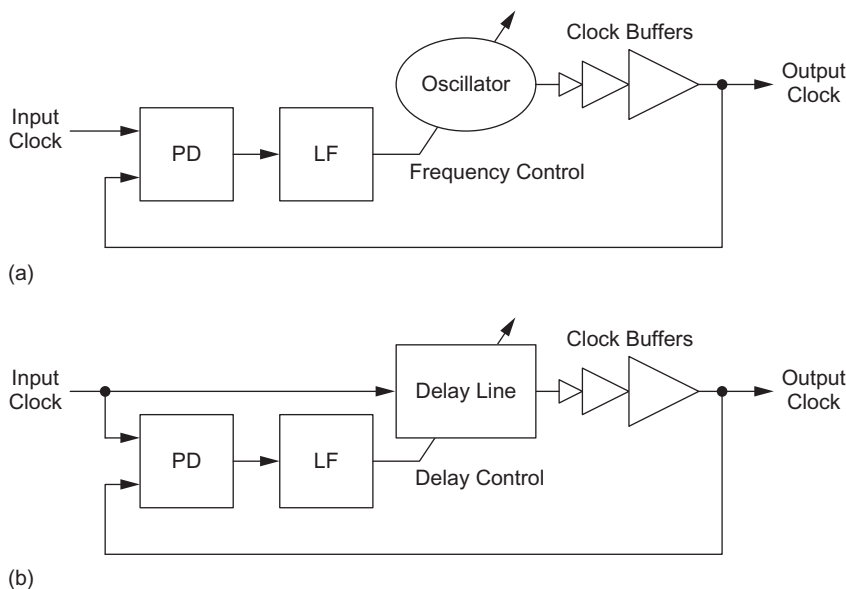 Clock Buffers
Output
Clock
Oscillator
Input
Clock
PD
LF
Frequency Control
(a)
Clock Buffers
Input
Clock
Output
Clock
Delay Line
PD
LF
Delay Control
(b)